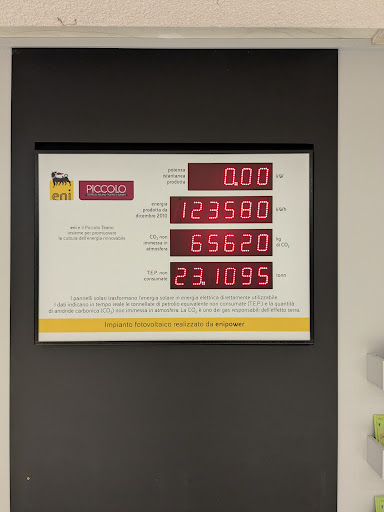 eni
PICCOLO
eni e il Piccolo Teatro
insieme per promuovere
la cultura dell'energia rinnovabile
potenza
istantanea
prodotta
0.00 kW
energia
prodotta da
dicembre 2010
123580 kWh
CO2 non
immessa in
atmosfera
65620 kg
di CO2
T.E.P. non
consumate
23.1095 tonn
I pannelli solari trasformano l'energia solare in energia elettrica direttamente utilizzabile.
I dati indicano in tempo reale le tonnellate di petrolio equivalente non consumate (T.E.P.) e la quantità
di anidride carbonica (CO2) non immessa in atmosfera. La CO2 è uno dei gas responsabili dell'effetto serra.
Impianto fotovoltaico realizzato da enipower